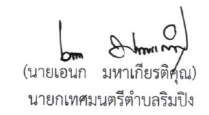 (นายเอนก มหาเกียรติคุณ)
นายกเทศมนตรีตำบลริมปิง